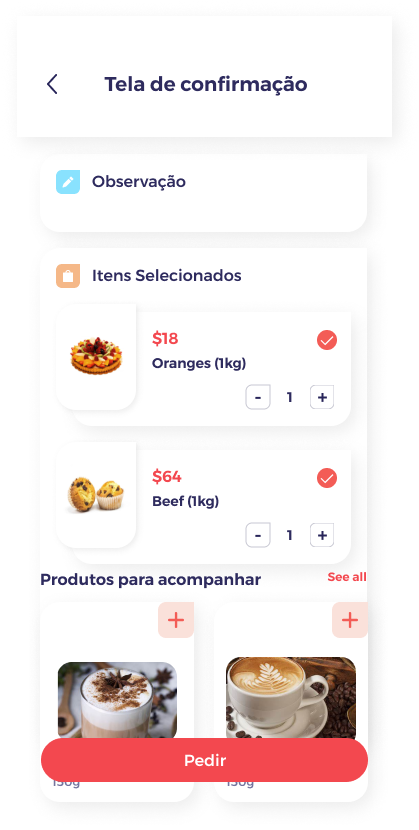 Tela de confirmação
Observação
Itens Selecionados
$18
Oranges (1kg)
- 1 +
$64
Beef (1kg)
- 1 +
Produtos para acompanhar
See all
Pedir